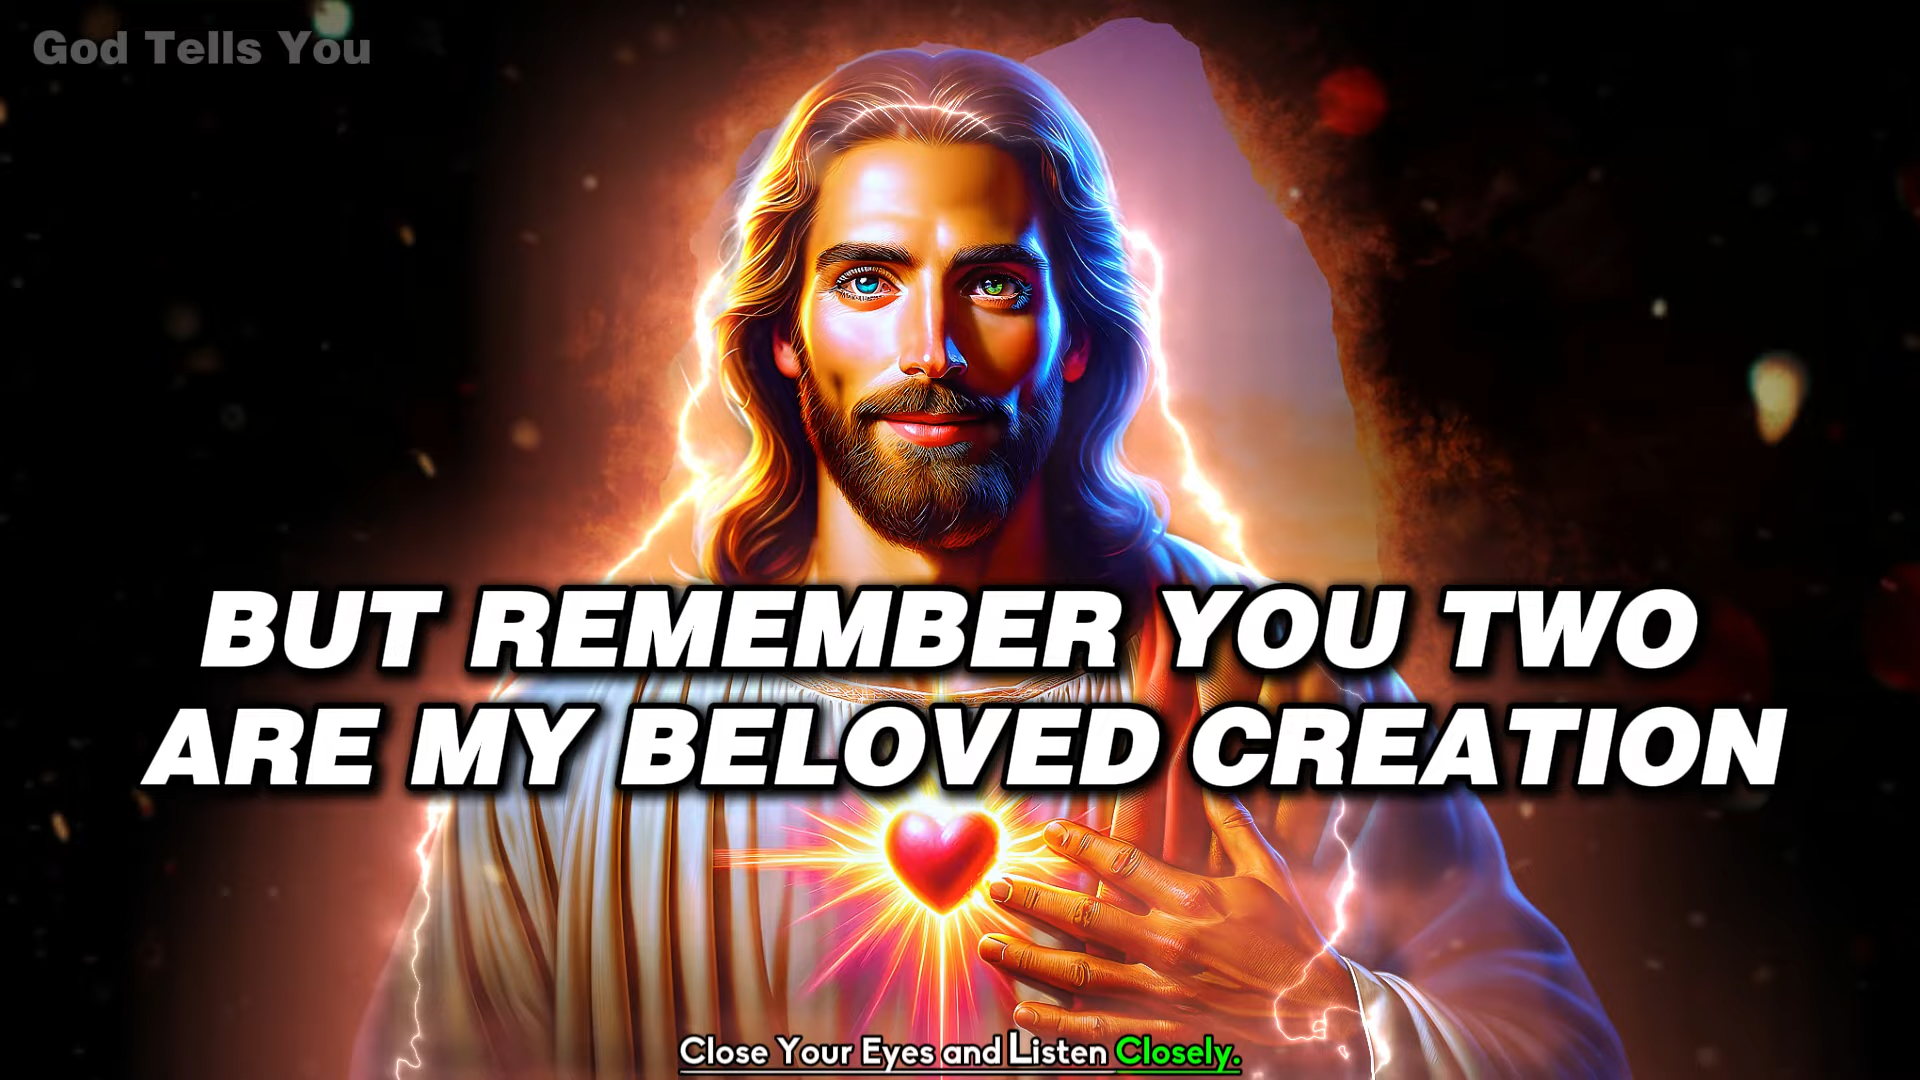 God Tells You
BUT REMEMBER YOU TWO
ARE MY BELOVED CREATION
Close Your Eyes and Listen Closely.